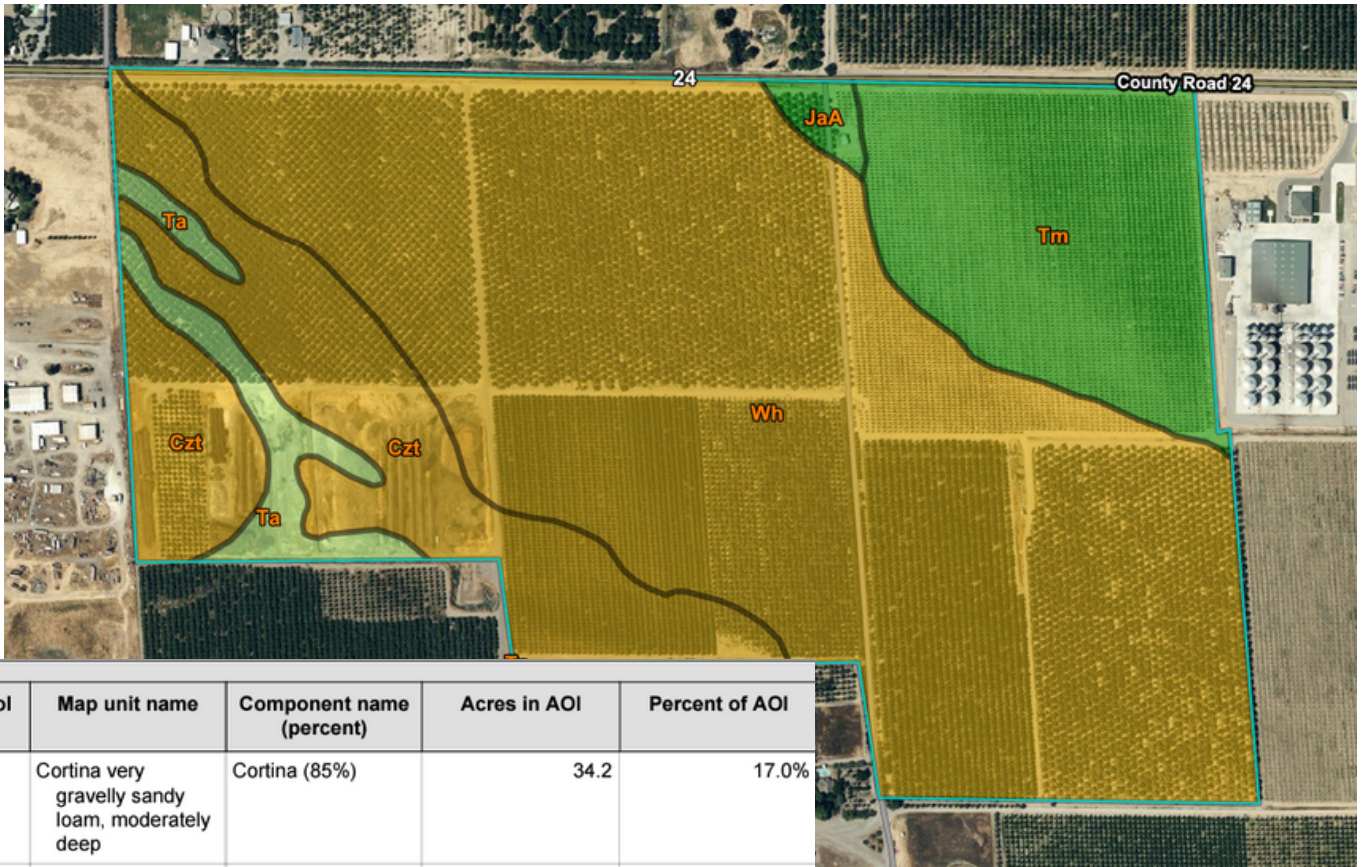 24
County Road 24
JaA
Ta
Tm
Wh
Czt
Czt
Ta
Map unit name
Component name (percent)
Acres in AOI
Percent of AOI
Cortina very gravelly sandy loam, moderately deep
Cortina (85%)
34.2
17.0%